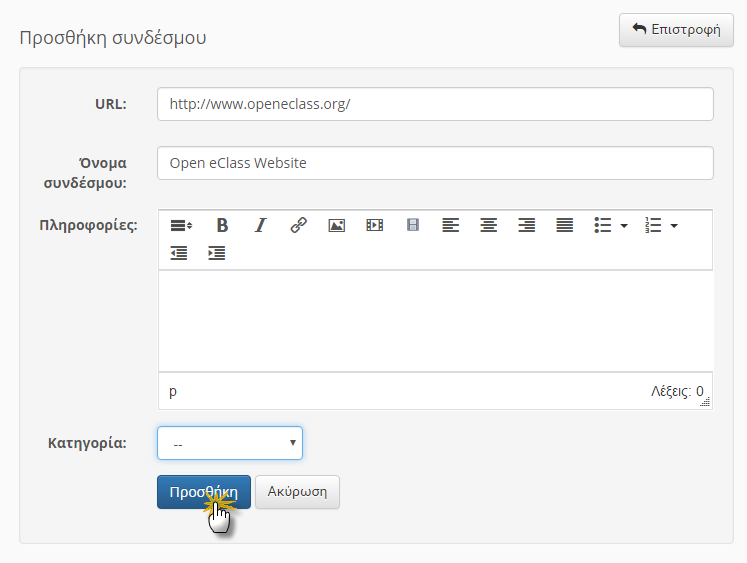 Προσθήκη συνδέσμου
Επιστροφή
URL:
http://www.openeclass.org/
Όνομα
συνδέσμου:
Open eClass Website
Πληροφορίες:
B I
p
Λέξεις: 0
Κατηγορία:
--
Προσθήκη
Ακύρωση